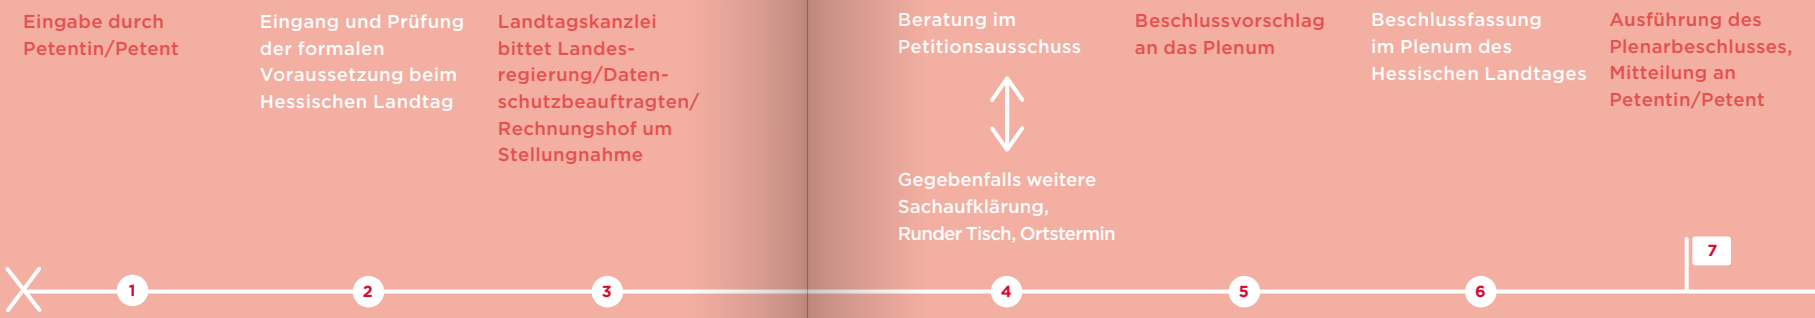 Eingabe durch
Petentin/Petent
Eingang und Prüfung
der formalen
Voraussetzung beim
Hessischen Landtag
Landtagskanzlei
bittet Landes-
regierung/Daten-
schutzbeauftragten/
Rechnungshof um
Stellungnahme
Beratung im
Petitionsausschuss
Gegebenfalls weitere
Sachaufklärung,
Runder Tisch, Ortstermin
Beschlussvorschlag
an das Plenum
Beschlussfassung
im Plenum des
Hessischen Landtages
Ausführung des
Plenarbeschlusses,
Mitteilung an
Petentin/Petent
1
2
3
4
5
6
7